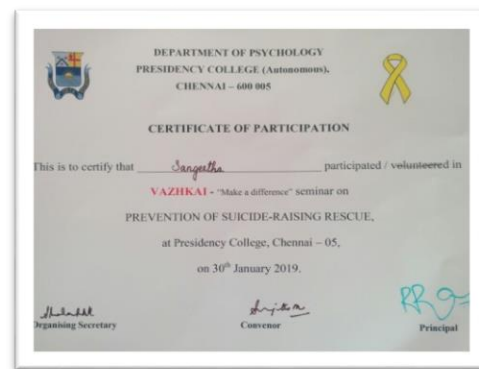 DEPARTMENT OF PSYCHOLOGY
PRESIDENCY COLLEGE (Autonomous),
CHENNAI – 600 005
CERTIFICATE OF PARTICIPATION
This is to certify that Sangeetha participated / volunteered in
VAZHKAI - "Make a difference" seminar on
PREVENTION OF SUICIDE-RAISING RESCUE,
at Presidency College, Chennai – 05,
on 30th January 2019.
Organising Secretary Convenor Principal